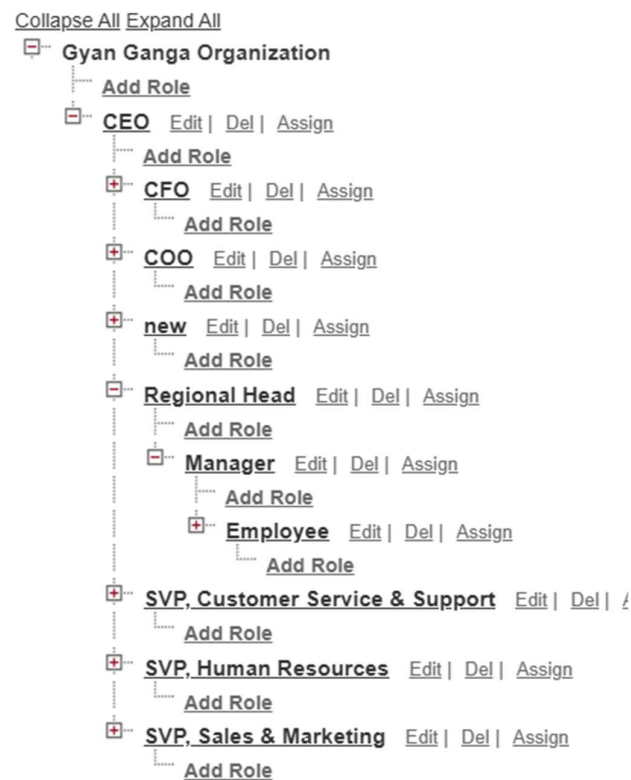 Collapse All Expand All
Gyan Ganga Organization
Add Role
CEO Edit | Del | Assign
Add Role
CFO Edit | Del | Assign
Add Role
COO Edit | Del | Assign
Add Role
new Edit | Del | Assign
Add Role
Regional Head Edit | Del | Assign
Add Role
Manager Edit | Del | Assign
Add Role
Employee Edit | Del | Assign
Add Role
SVP, Customer Service & Support Edit | Del |
Add Role
SVP, Human Resources Edit | Del | Assign
Add Role
SVP, Sales & Marketing Edit | Del | Assign
Add Role